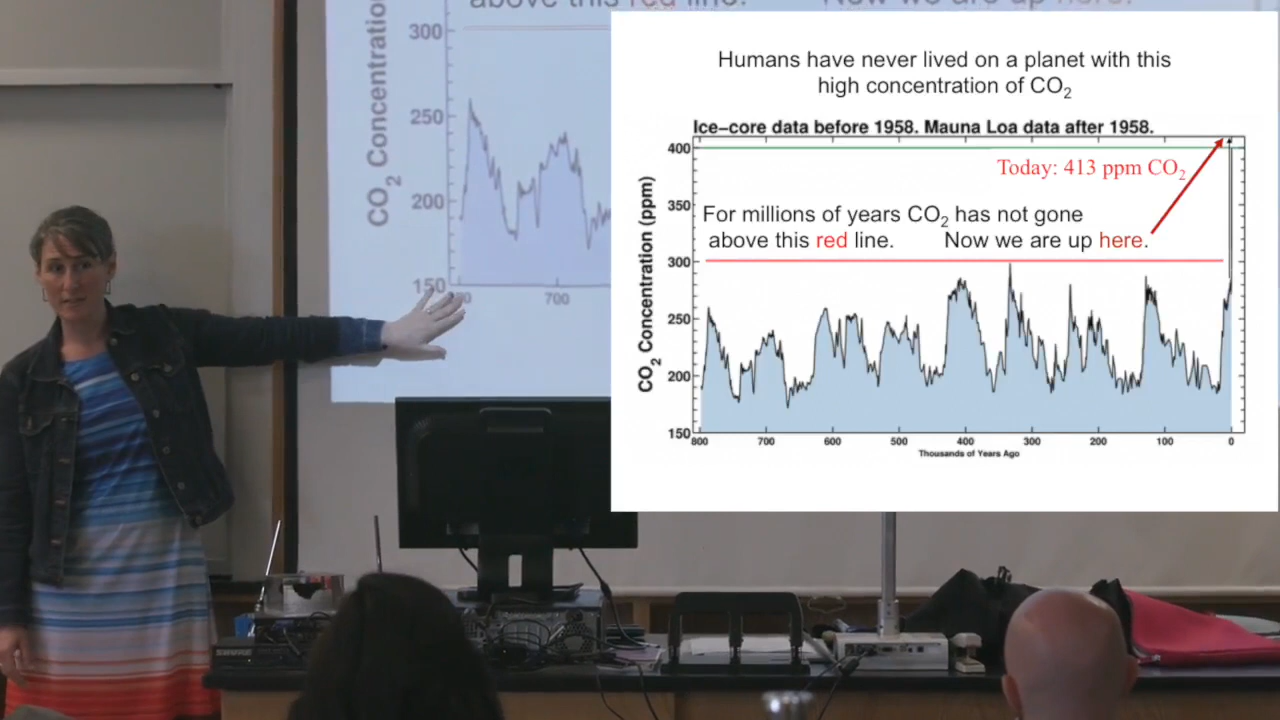 above this red line. Now we are up here.
300
250
200
150
CO2 Concentratio
700
Humans have never lived on a planet with this
high concentration of CO2
Ice-core data before 1958. Mauna Loa data after 1958.
Today: 413 ppm CO2
For millions of years CO2 has not gone
above this red line. Now we are up here.
CO2 Concentration (ppm)
400
350
300
250
200
150
800 700 600 500 400 300 200 100 0
Thousands of Years Ago
SHURE